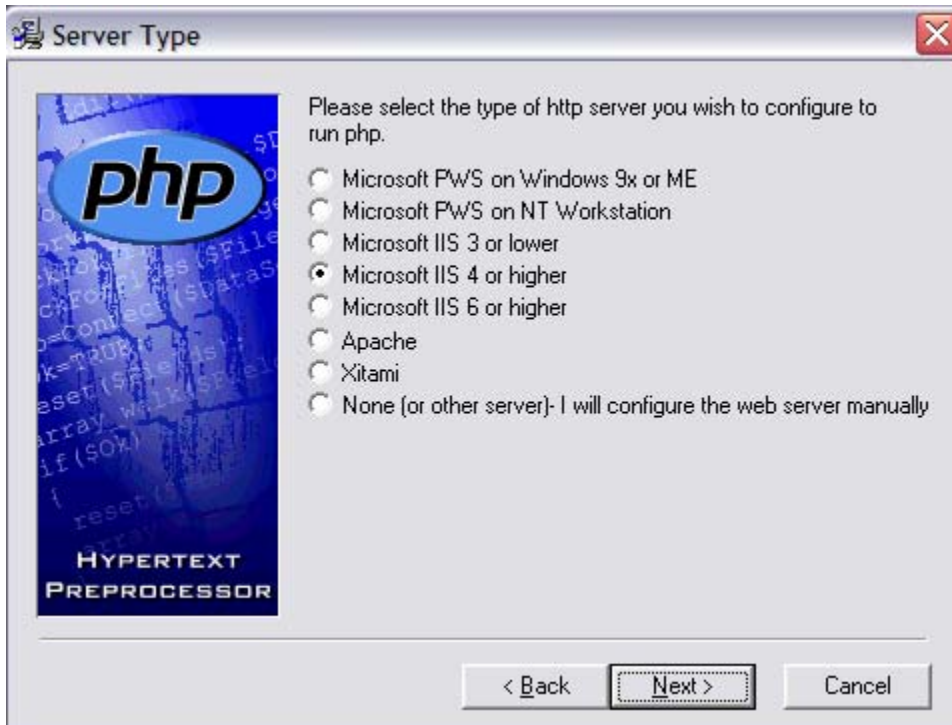 Server Type
Please select the type of http server you wish to configure to
run php.
Microsoft PWS on Windows 9x or ME
Microsoft PWS on NT Workstation
Microsoft IIS 3 or lower
Microsoft IIS 4 or higher
Microsoft IIS 6 or higher
Apache
Xitami
None (or other server)- I will configure the web server manually
php
HYPERTEXT
PREPROCESSOR
< Back
Next >
Cancel